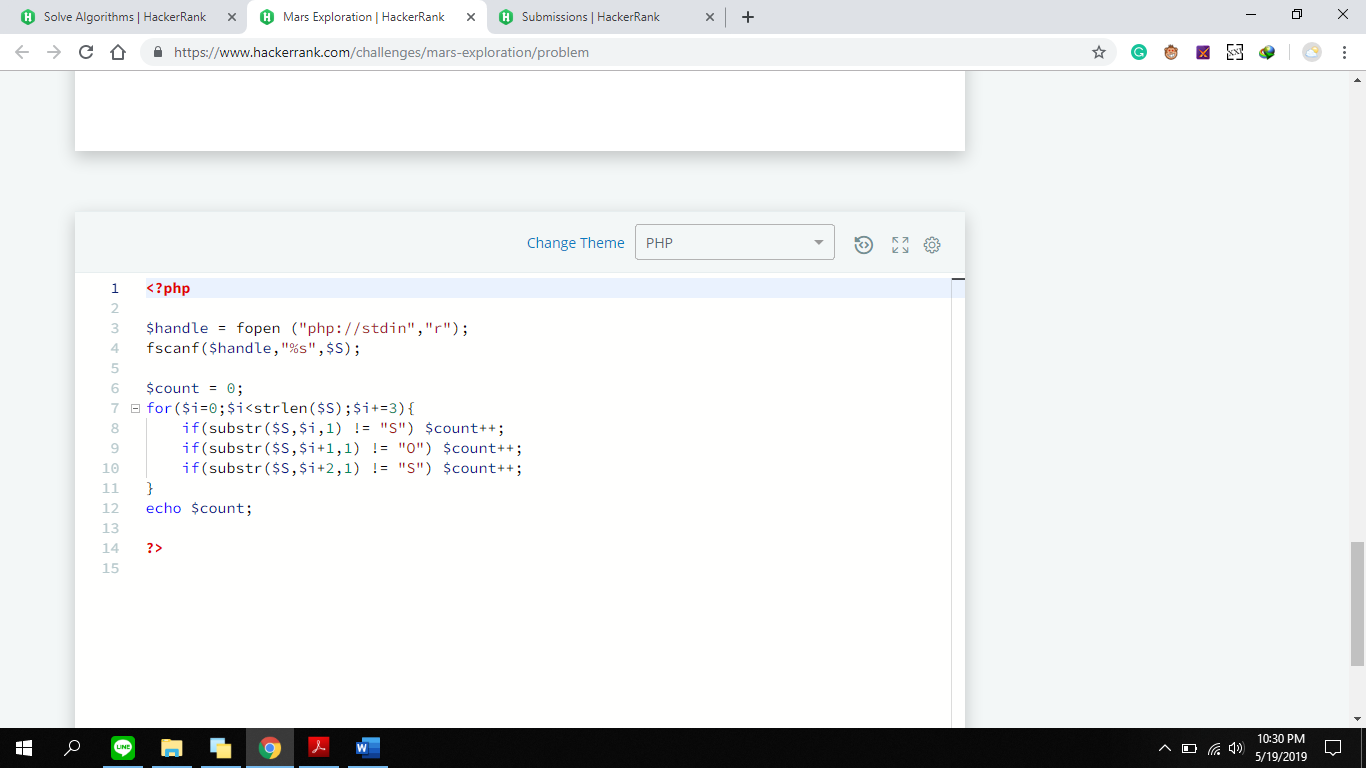 Solve Algorithms | HackerRank
Mars Exploration | HackerRank
Submissions | HackerRank
https://www.hackerrank.com/challenges/mars-exploration/problem
Change Theme
PHP
1 <?php
2
3 $handle = fopen ("php://stdin","r");
4 fscanf($handle,"%s",$S);
5
6 $count = 0;
7 for($i=0;$i<strlen($S);$i+=3){
8 if(substr($S,$i,1) != "S") $count++;
9 if(substr($S,$i+1,1) != "O") $count++;
10 if(substr($S,$i+2,1) != "S") $count++;
11 }
12 echo $count;
13
14 ?>
15
LINE
10:30 PM
5/19/2019